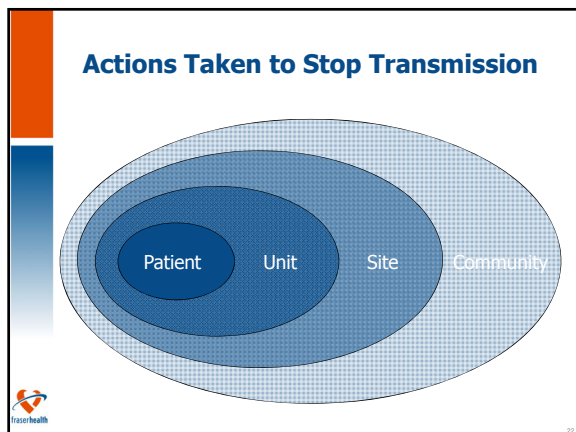 Actions Taken to Stop Transmission
Patient Unit Site Community
fraserhealth